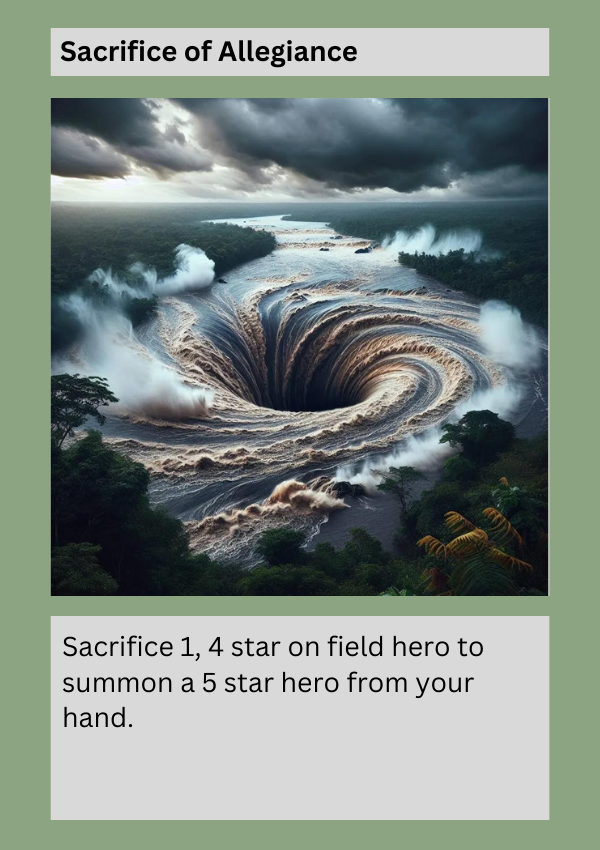 Sacrifice of Allegiance
Sacrifice 1, 4 star on field hero to
summon a 5 star hero from your
hand.